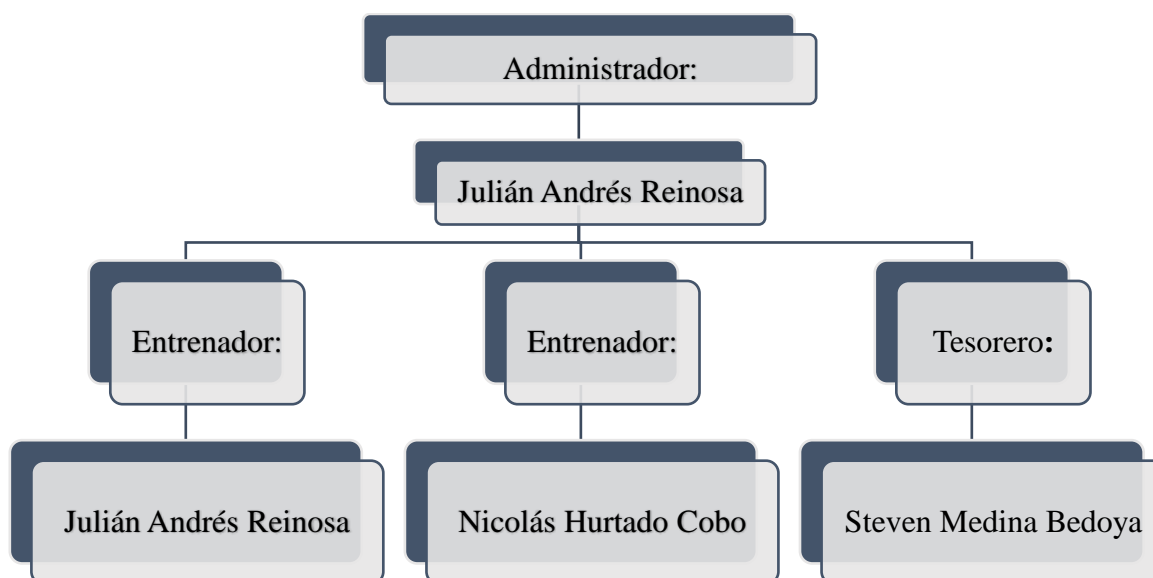 Administrador:
Julián Andrés Reinosa
Entrenador:
Entrenador:
Tesorero:
Julián Andrés Reinosa
Nicolás Hurtado Cobo
Steven Medina Bedoya